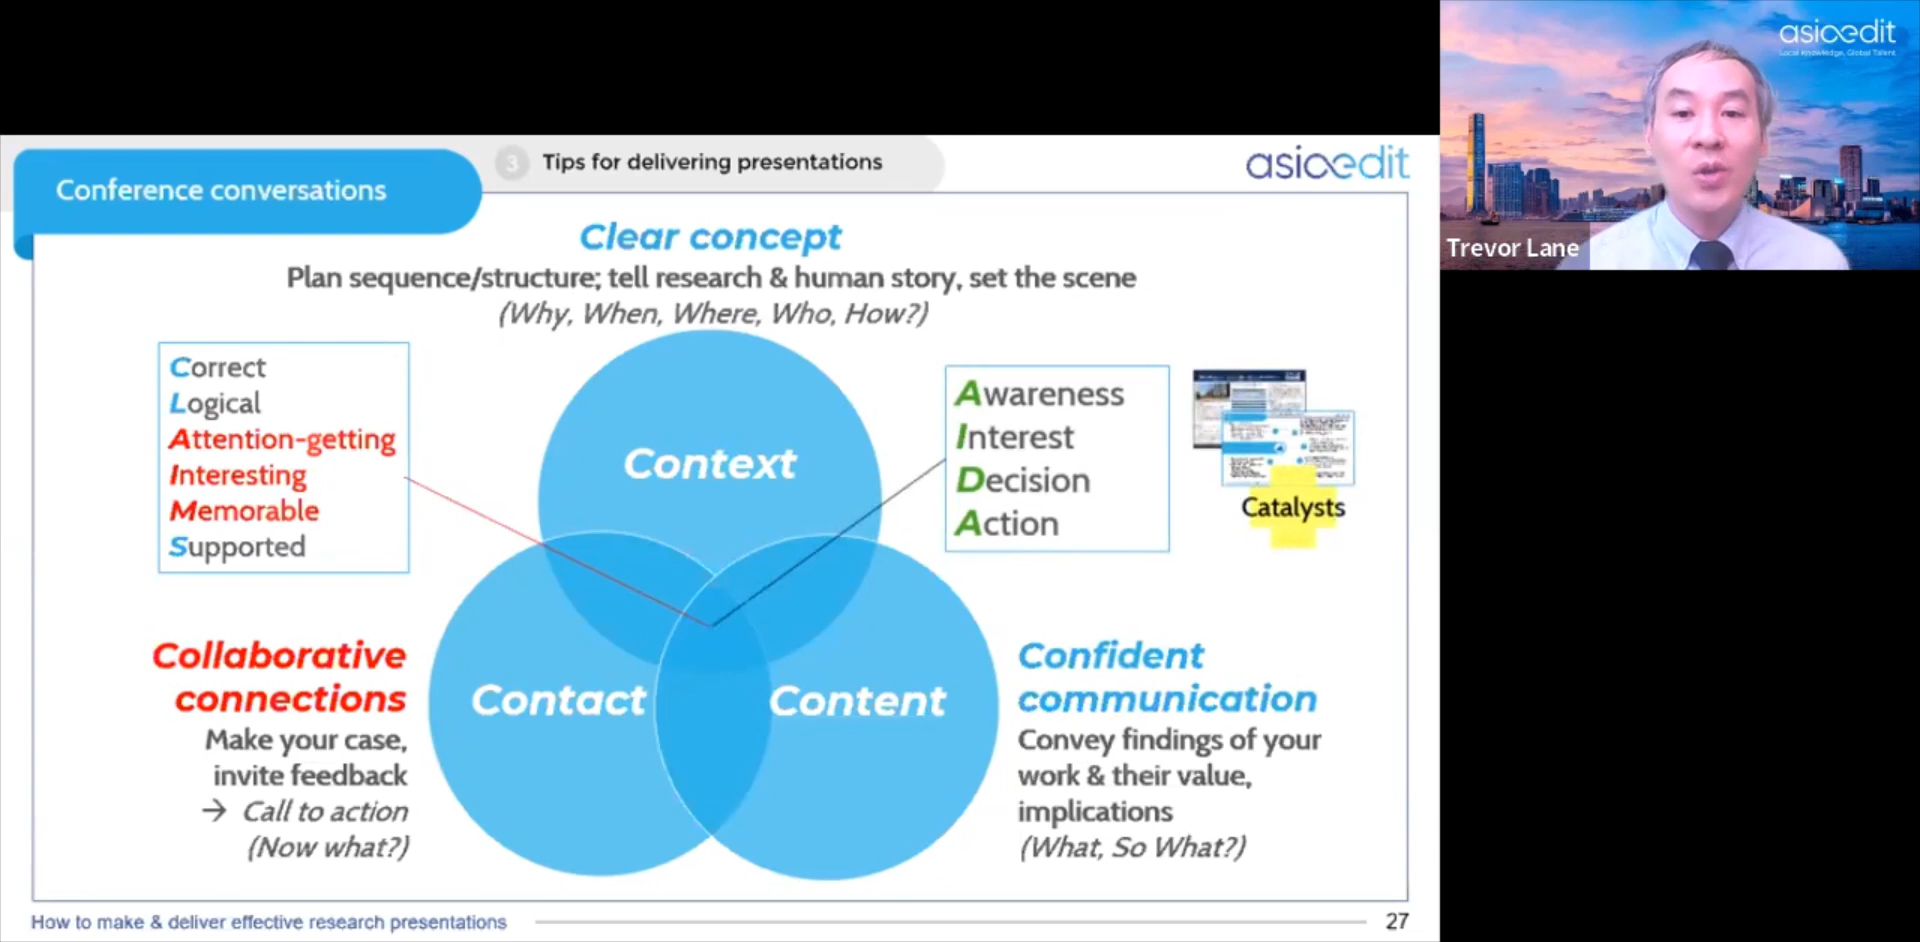 asiaedit
Local Knowledge, Global Talent
Trevor Lane
3 Tips for delivering presentations
asiaedit
Conference conversations
Clear concept
Plan sequence/structure; tell research & human story, set the scene
(Why, When, Where, Who, How?)
Correct
Logical
Attention-getting
Interesting
Memorable
Supported
Context
Awareness
Interest
Decision
Action
Catalysts
Collaborative
connections
Make your case,
invite feedback
→ Call to action
(Now what?)
Contact
Content
Confident
communication
Convey findings of your
work & their value,
implications
(What, So What?)
How to make & deliver effective research presentations
27